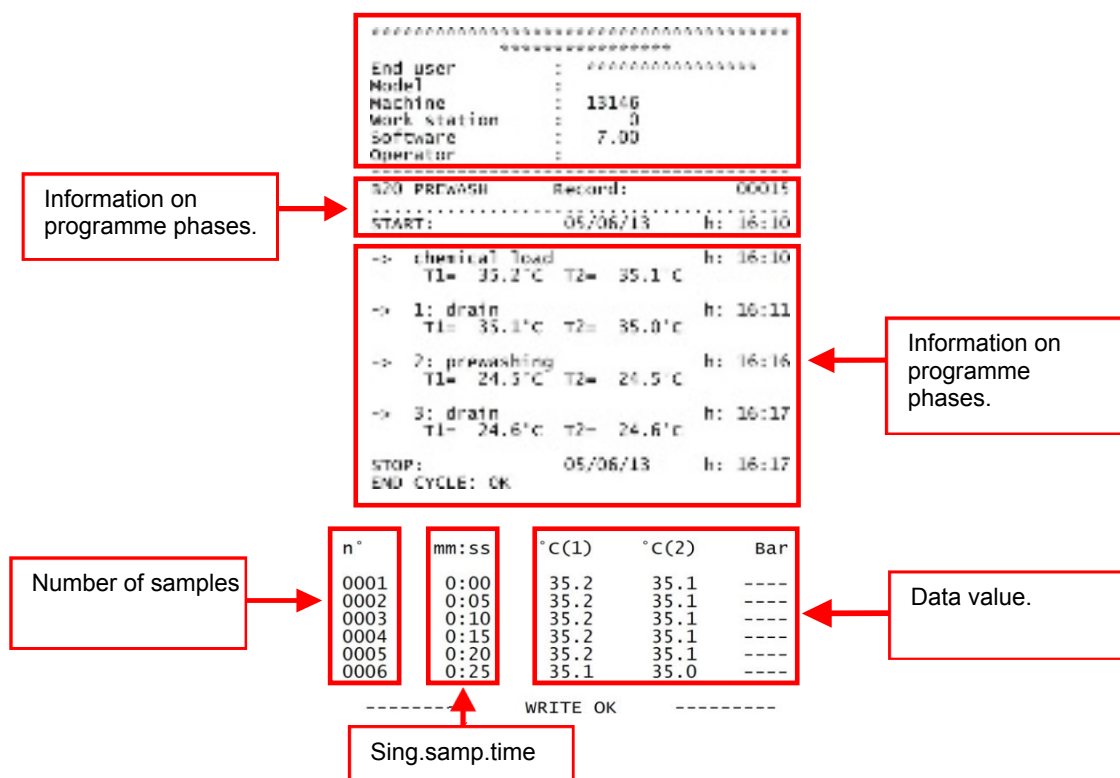 °°°°°°°°°°°°°°°°°°°°°°°°°°°°°°°°°°°°°°°
°°°°°°°°°°°°°°°°
End user : °°°°°°°°°°°°°°°°
Model :
Machine : 13146
Work station : 0
Software : 7.00
Operator :
B20 PREWASH Record: 00015
START: 05/06/13 h: 16:10
Information on
programme phases.
-> chemical load h: 16:10
T1= 35.2°C T2= 35.1°C
-> 1: drain h: 16:11
T1= 35.1°C T2= 35.0°C
-> 2: prewashing h: 16:16
T1= 24.5°C T2= 24.5°C
-> 3: drain h: 16:17
T1= 24.6°C T2= 24.6°C
STOP: 05/06/13 h: 16:17
END CYCLE: OK
Information on
programme
phases.
n° mm:ss °C(1) °C(2) Bar
0001 0:00 35.2 35.1 ----
0002 0:05 35.2 35.1 ----
0003 0:10 35.2 35.1 ----
0004 0:15 35.2 35.1 ----
0005 0:20 35.2 35.1 ----
0006 0:25 35.1 35.0 ----
Number of samples
Data value.
--------- WRITE OK ---------
Sing.samp.time